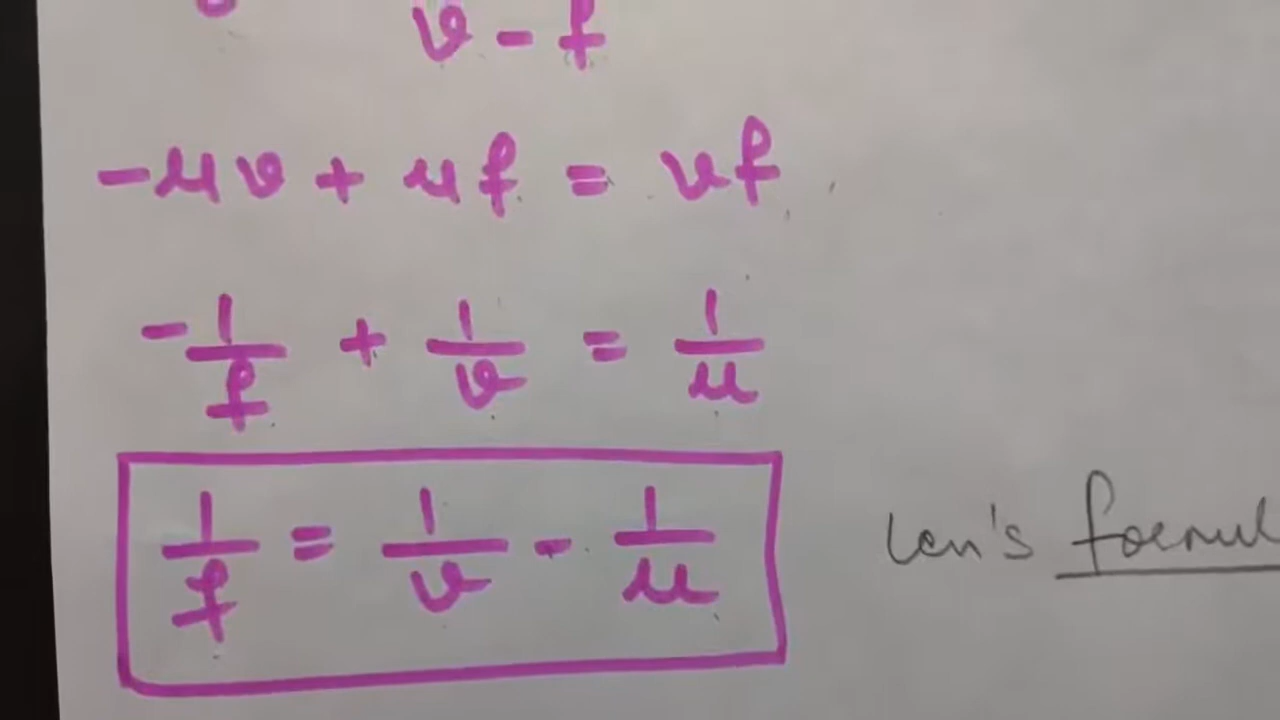 v - f
-uv + uf = vf
-1/f + 1/v = 1/u
1/f = 1/v - 1/u
Len's